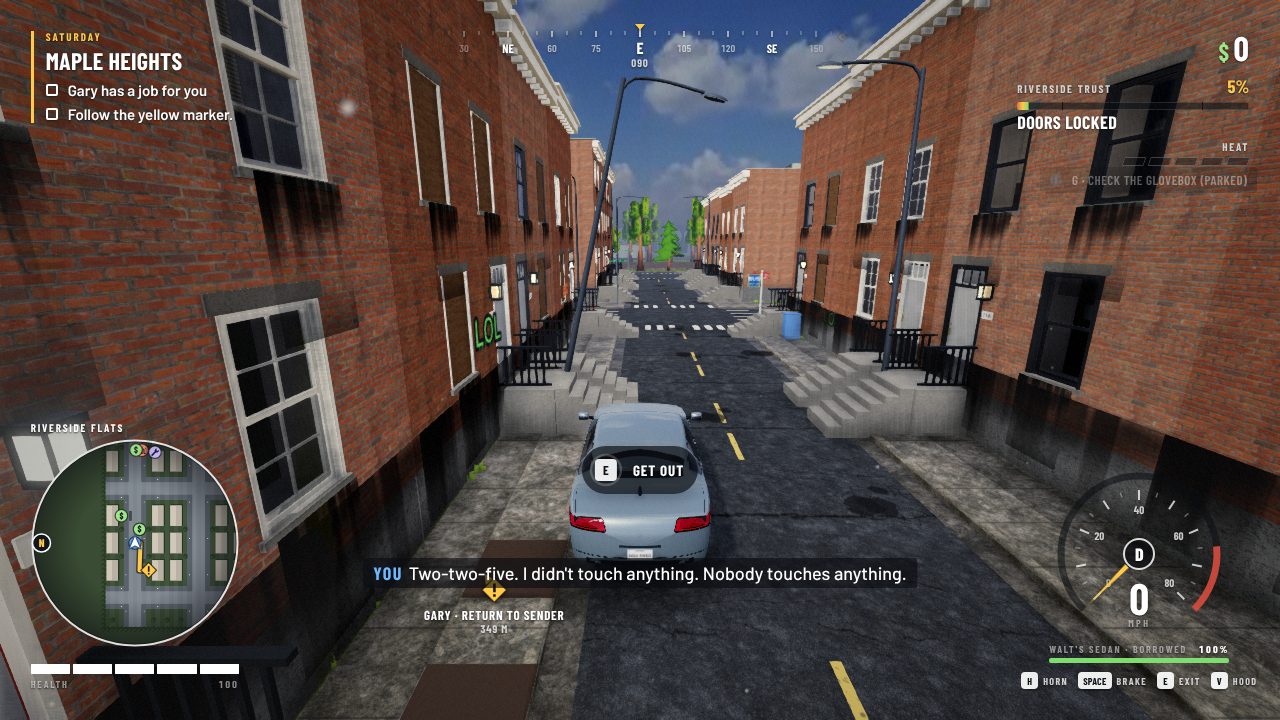 SATURDAY
MAPLE HEIGHTS
Gary has a job for you
Follow the yellow marker.
30 NE 60 75 E 105 120 SE 150
090
$0
RIVERSIDE TRUST 5%
DOORS LOCKED
HEAT
G · CHECK THE GLOVEBOX (PARKED)
LOL
E GET OUT
YOU Two-two-five. I didn't touch anything. Nobody touches anything.
GARY · RETURN TO SENDER
349 M
RIVERSIDE FLATS
$
$
$
N
!
HEALTH 100
0 20 40 60 80
D
0
MPH
WALT'S SEDAN · BORROWED 100%
H HORN SPACE BRAKE E EXIT V HOOD